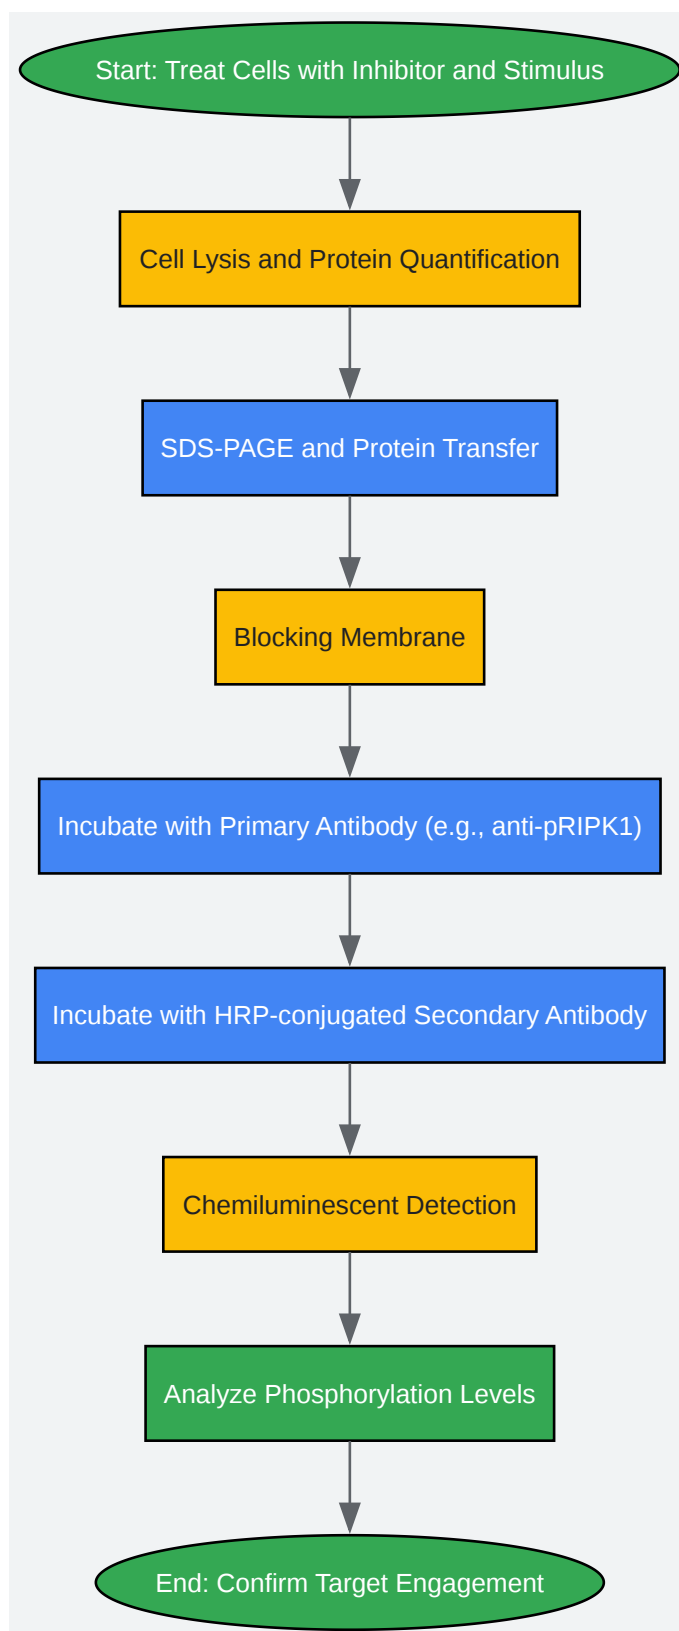 Start: Treat Cells with Inhibitor and Stimulus
Cell Lysis and Protein Quantification
SDS-PAGE and Protein Transfer
Blocking Membrane
Incubate with Primary Antibody (e.g., anti-pRIPK1)
Incubate with HRP-conjugated Secondary Antibody
Chemiluminescent Detection
Analyze Phosphorylation Levels
End: Confirm Target Engagement